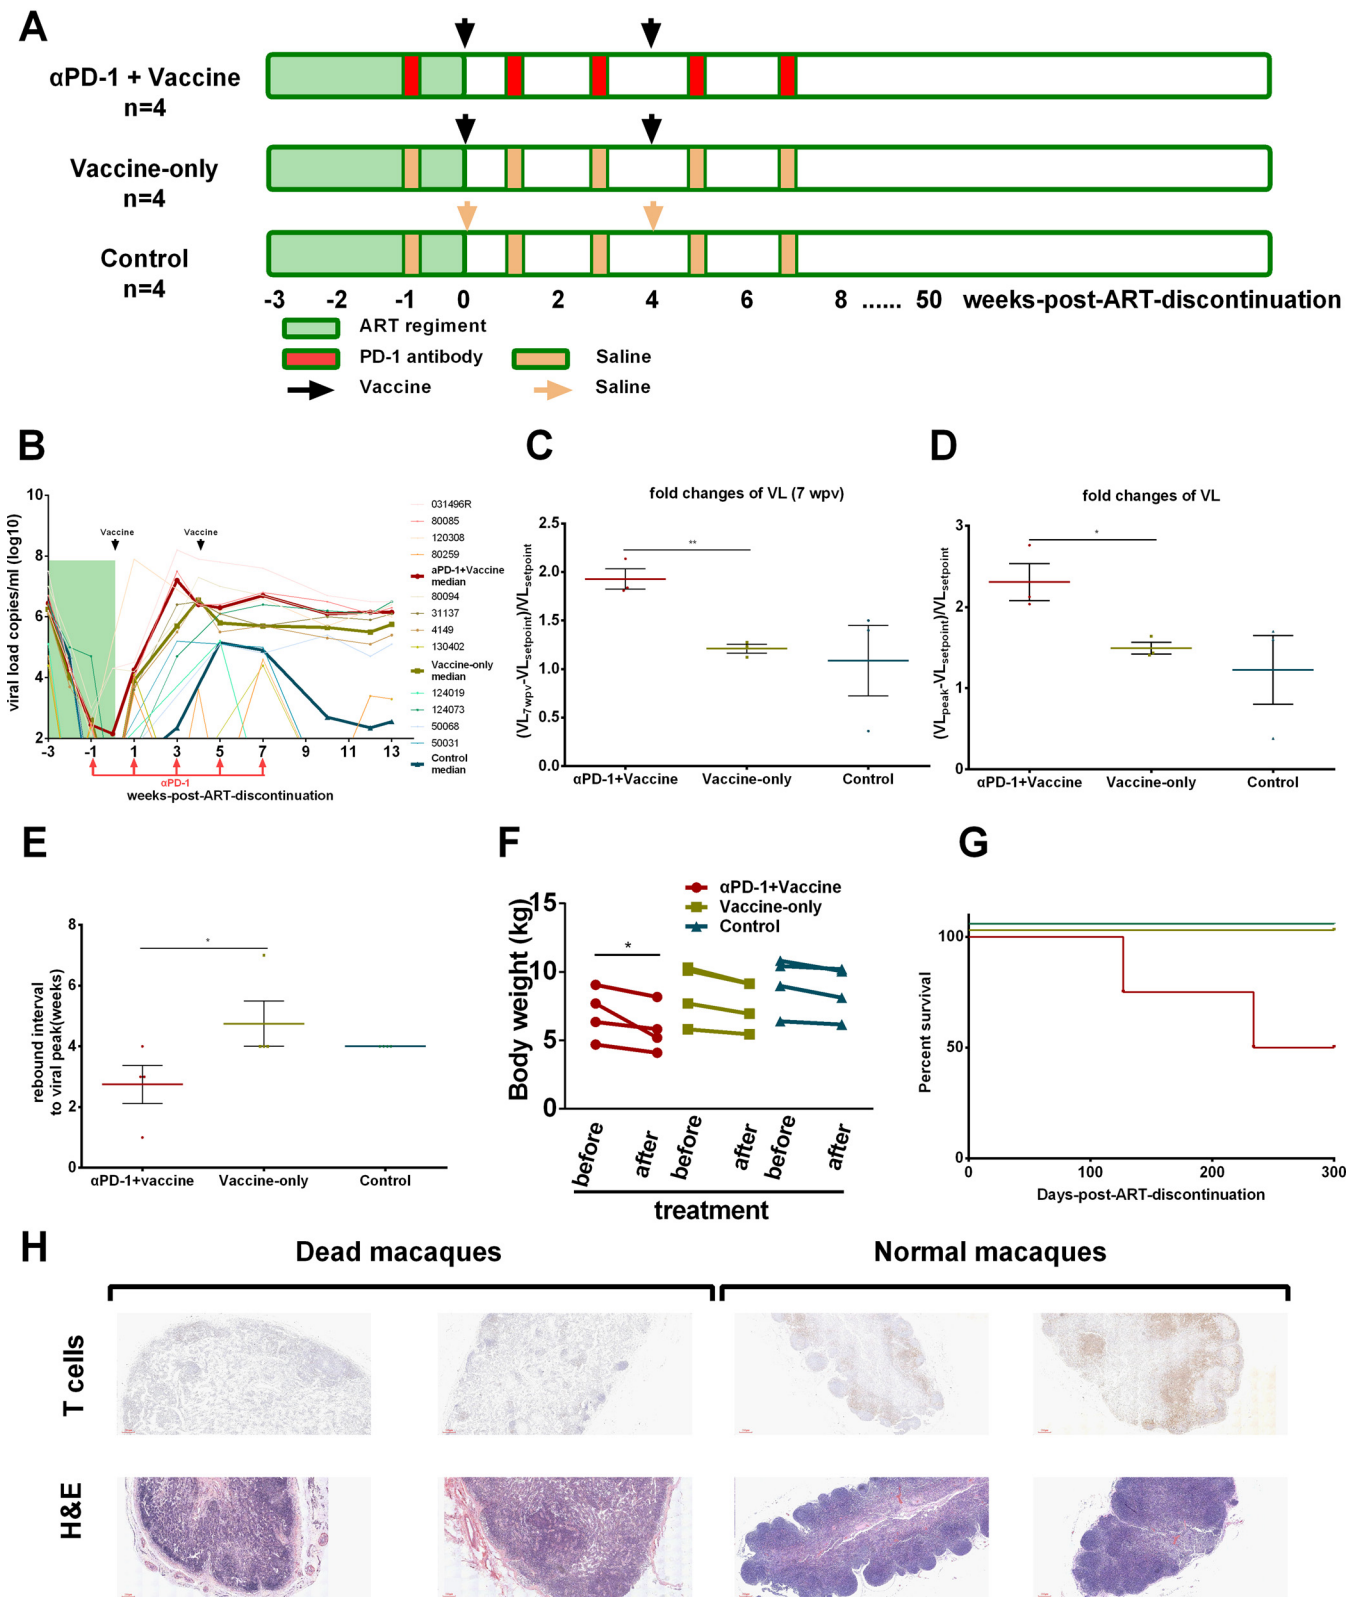 A
αPD-1 + Vaccine
n=4
Vaccine-only
n=4
Control
n=4
-3 -2 -1 0 2 4 6 8 ...... 50 weeks-post-ART-discontinuation
ART regiment
PD-1 antibody
Saline
Vaccine
Saline
B
viral load copies/ml (log10)
10
8
6
4
2
-3 -1 1 3 5 7 9 11 13
Vaccine
Vaccine
αPD-1
weeks-post-ART-discontinuation
031496R
80085
120308
80259
aPD-1+Vaccine
median
80094
31137
4149
130402
Vaccine-only
median
124019
124073
50068
50031
Control
median
C
fold changes of VL (7 wpv)
(VL7wpv-VLsetpoint)/VLsetpoint
2.5
2.0
1.5
1.0
0.5
0.0
**
αPD-1+Vaccine Vaccine-only Control
D
fold changes of VL
(VLpeak-VLsetpoint)/VLsetpoint
3
2
1
0
*
αPD-1+Vaccine Vaccine-only Control
E
rebound interval
to viral peak(weeks)
8
6
4
2
0
*
αPD-1+vaccine Vaccine-only Control
F
αPD-1+Vaccine
Vaccine-only
Control
Body weight (kg)
15
10
5
0
*
before after before after before after
treatment
G
Percent survival
100
50
0
0 100 200 300
Days-post-ART-discontinuation
H
Dead macaques Normal macaques
T cells
H&E